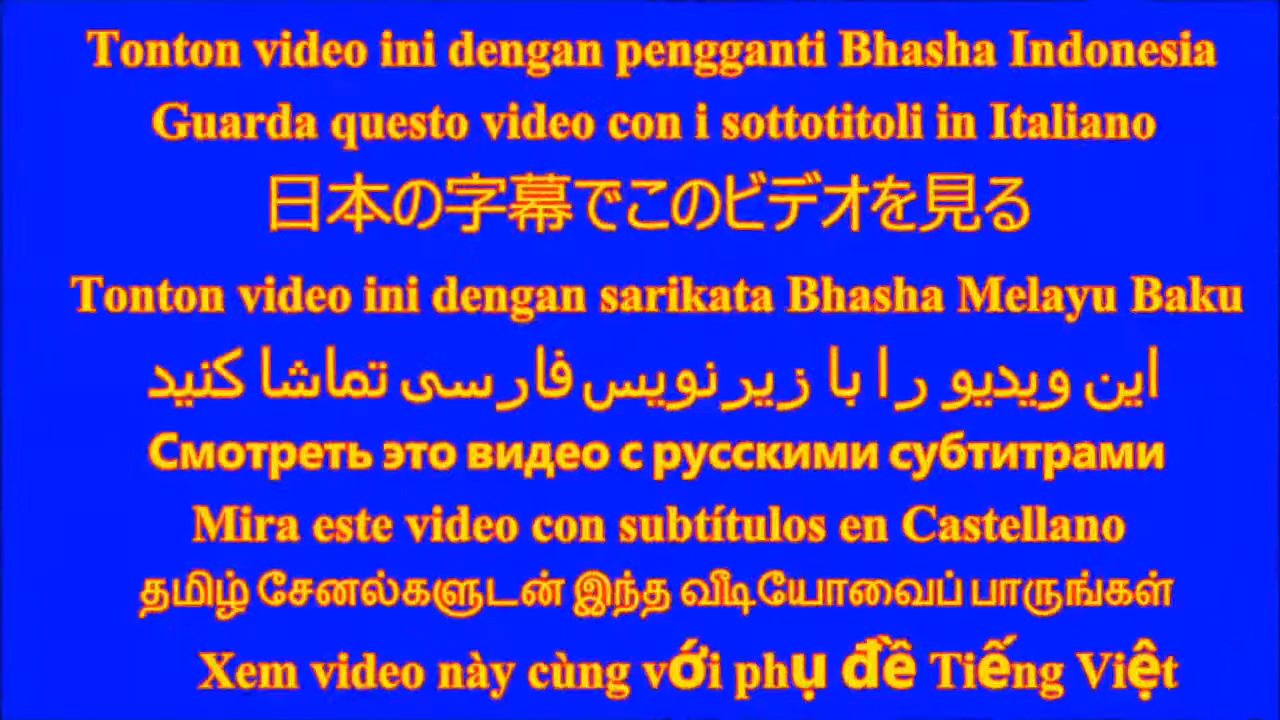 Tonton video ini dengan pengganti Bhasha Indonesia
Guarda questo video con i sottotitoli in Italiano
日本の字幕でこのビデオを見る
Tonton video ini dengan sarikata Bhasha Melayu Baku
این ویدیو را با زیرنویس فارسی تماشا کنید
Смотреть это видео с русскими субтитрами
Mira este video con subtítulos en Castellano
தமிழ் சேனல்களுடன் இந்த வீடியோவைப் பாருங்கள்
Xem video này cùng với phụ đề Tiếng Việt